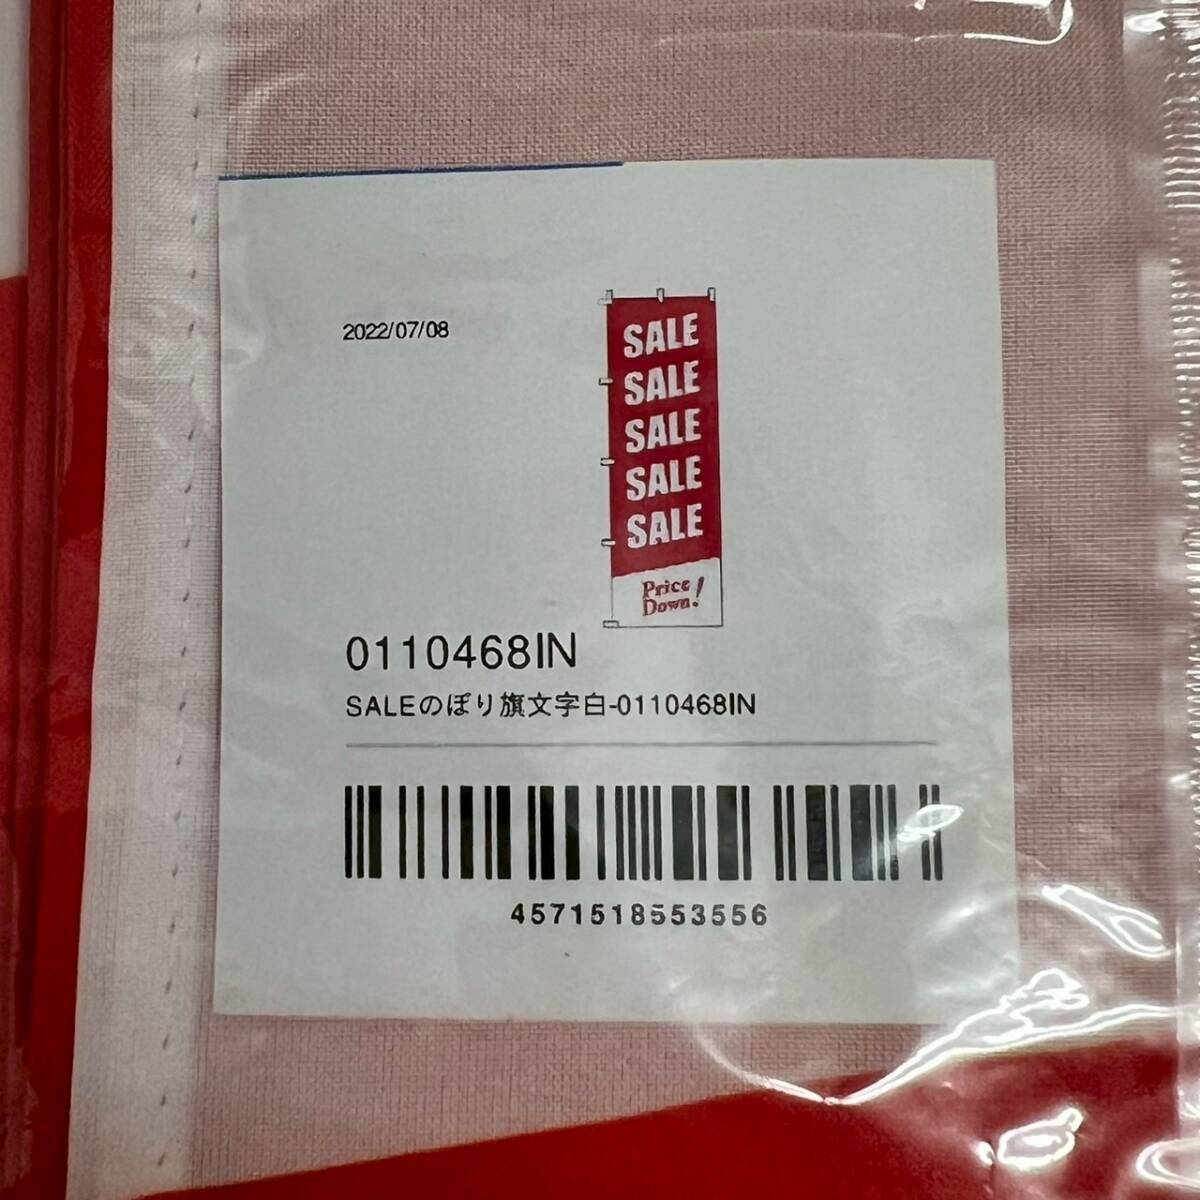 2022/07/08
SALE
SALE
SALE
SALE
SALE
Price
Down!
0110468IN
SALEのぼり旗文字白-0110468IN
4571518553556